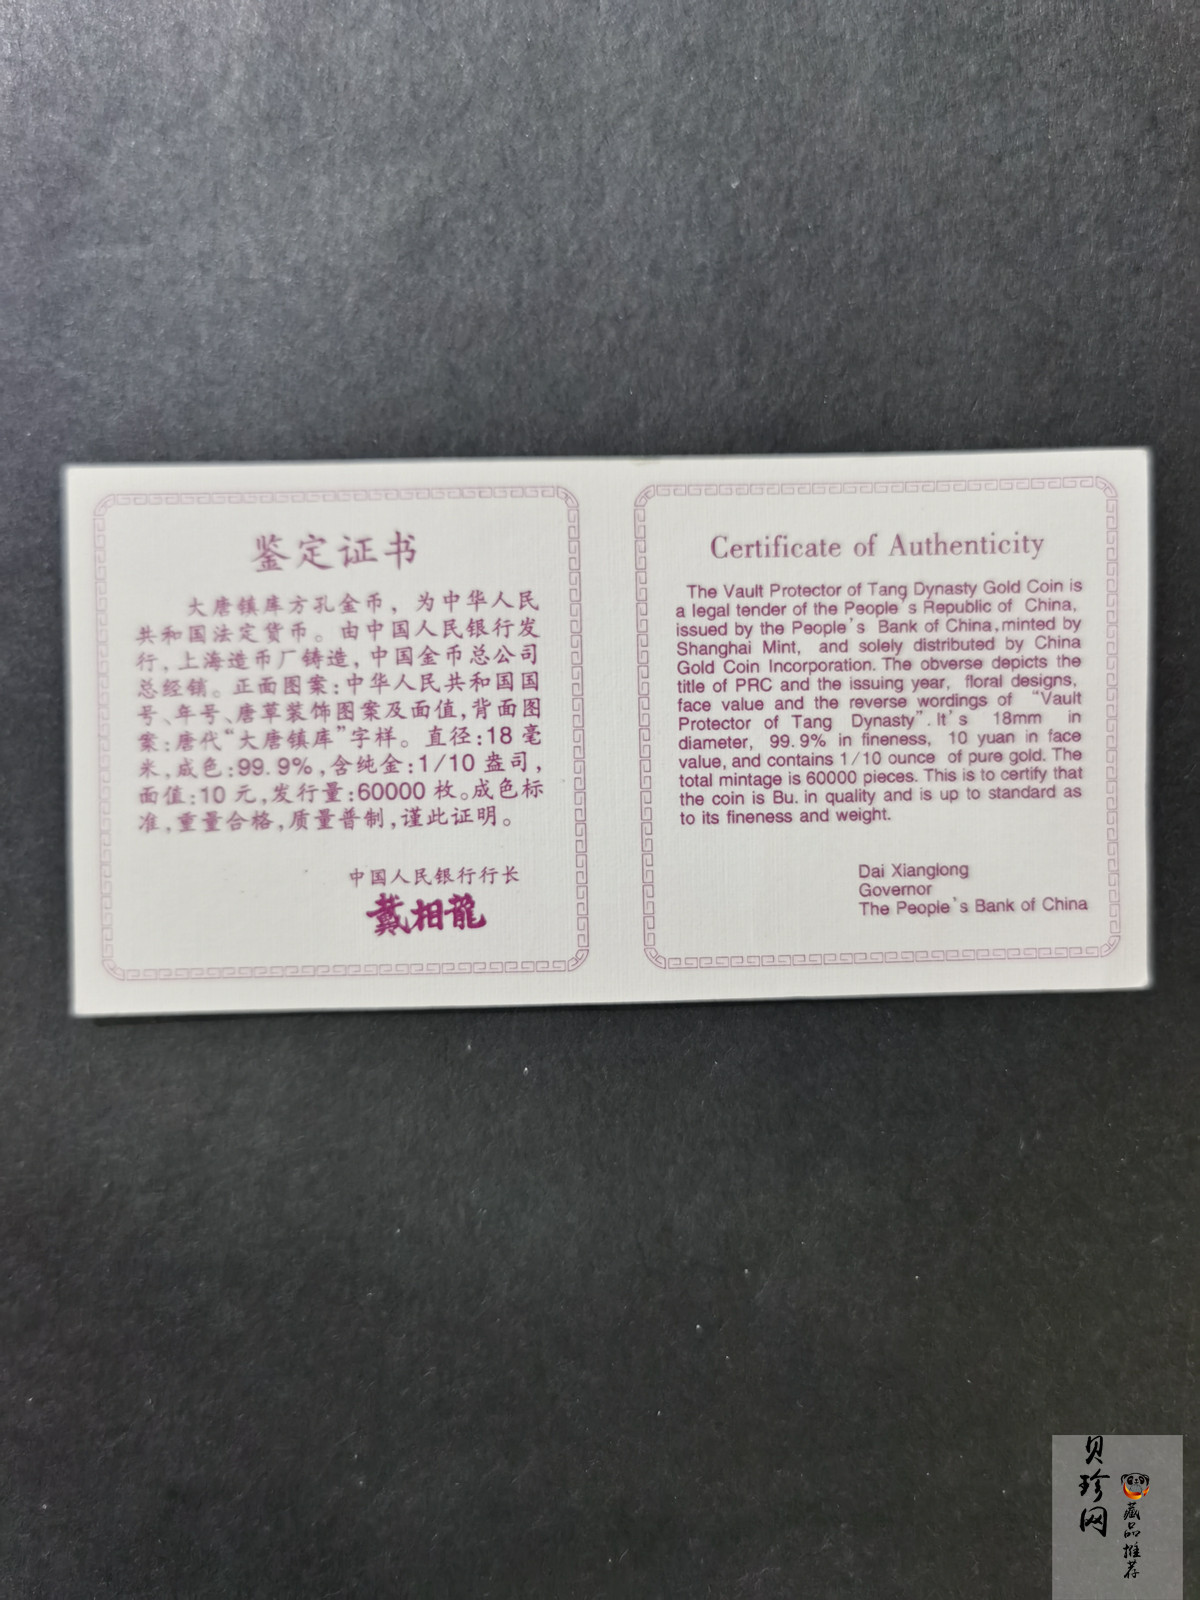 鉴定证书
大唐镇库方孔金币，为中华人民
共和国法定货币。由中国人民银行发
行，上海造币厂铸造，中国金币总公司
总经销。正面图案：中华人民共和国国
号、年号、唐草装饰图案及面值，背面图
案：唐代“大唐镇库”字样。直径：18毫
米，成色：99.9%，含纯金：1/10盎司，
面值：10元，发行量：60000枚。成色标
准，重量合格，质量普制，谨此证明。
中国人民银行行长
戴相龍
Certificate of Authenticity
The Vault Protector of Tang Dynasty Gold Coin is
a legal tender of the People's Republic of China,
issued by the People's Bank of China, minted by
Shanghai Mint, and solely distributed by China
Gold Coin Incorporation. The obverse depicts the
title of PRC and the issuing year, floral designs,
face value and the reverse wordings of “Vault
Protector of Tang Dynasty”. It's 18mm in
diameter, 99.9% in fineness, 10 yuan in face
value, and contains 1/10 ounce of pure gold. The
total mintage is 60000 pieces. This is to certify that
the coin is Bu. in quality and is up to standard as
to its fineness and weight.
Dai Xianglong
Governor
The People's Bank of China
贝珍网
藏品推荐